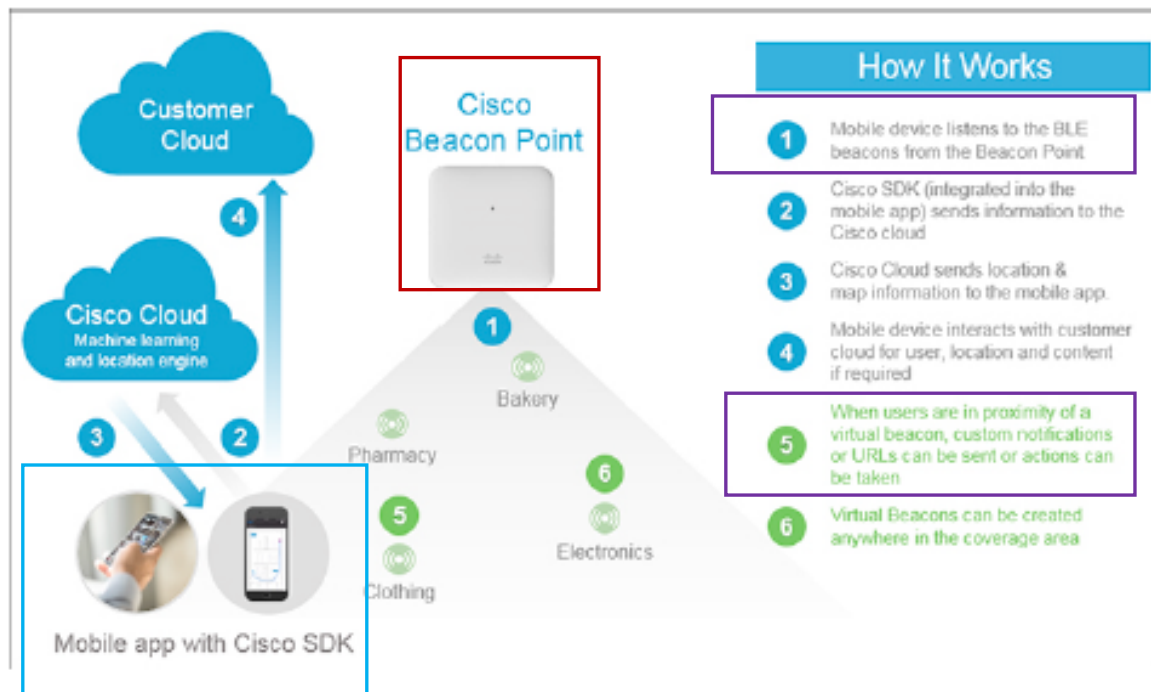 Customer
Cloud
4
Cisco Cloud
Machine learning
and location engine
3
2
Mobile app with Cisco SDK
Cisco
Beacon Point
1
Bakery
Pharmacy
5
Clothing
6
Electronics
How It Works
1
Mobile device listens to the BLE
beacons from the Beacon Point
2
Cisco SDK (integrated into the
mobile app) sends information to the
Cisco cloud
3
Cisco Cloud sends location &
map information to the mobile app.
4
Mobile device interacts with customer
cloud for user, location and content
if required
5
When users are in proximity of a
virtual beacon, custom notifications
or URLs can be sent or actions can
be taken
6
Virtual Beacons can be created
anywhere in the coverage area